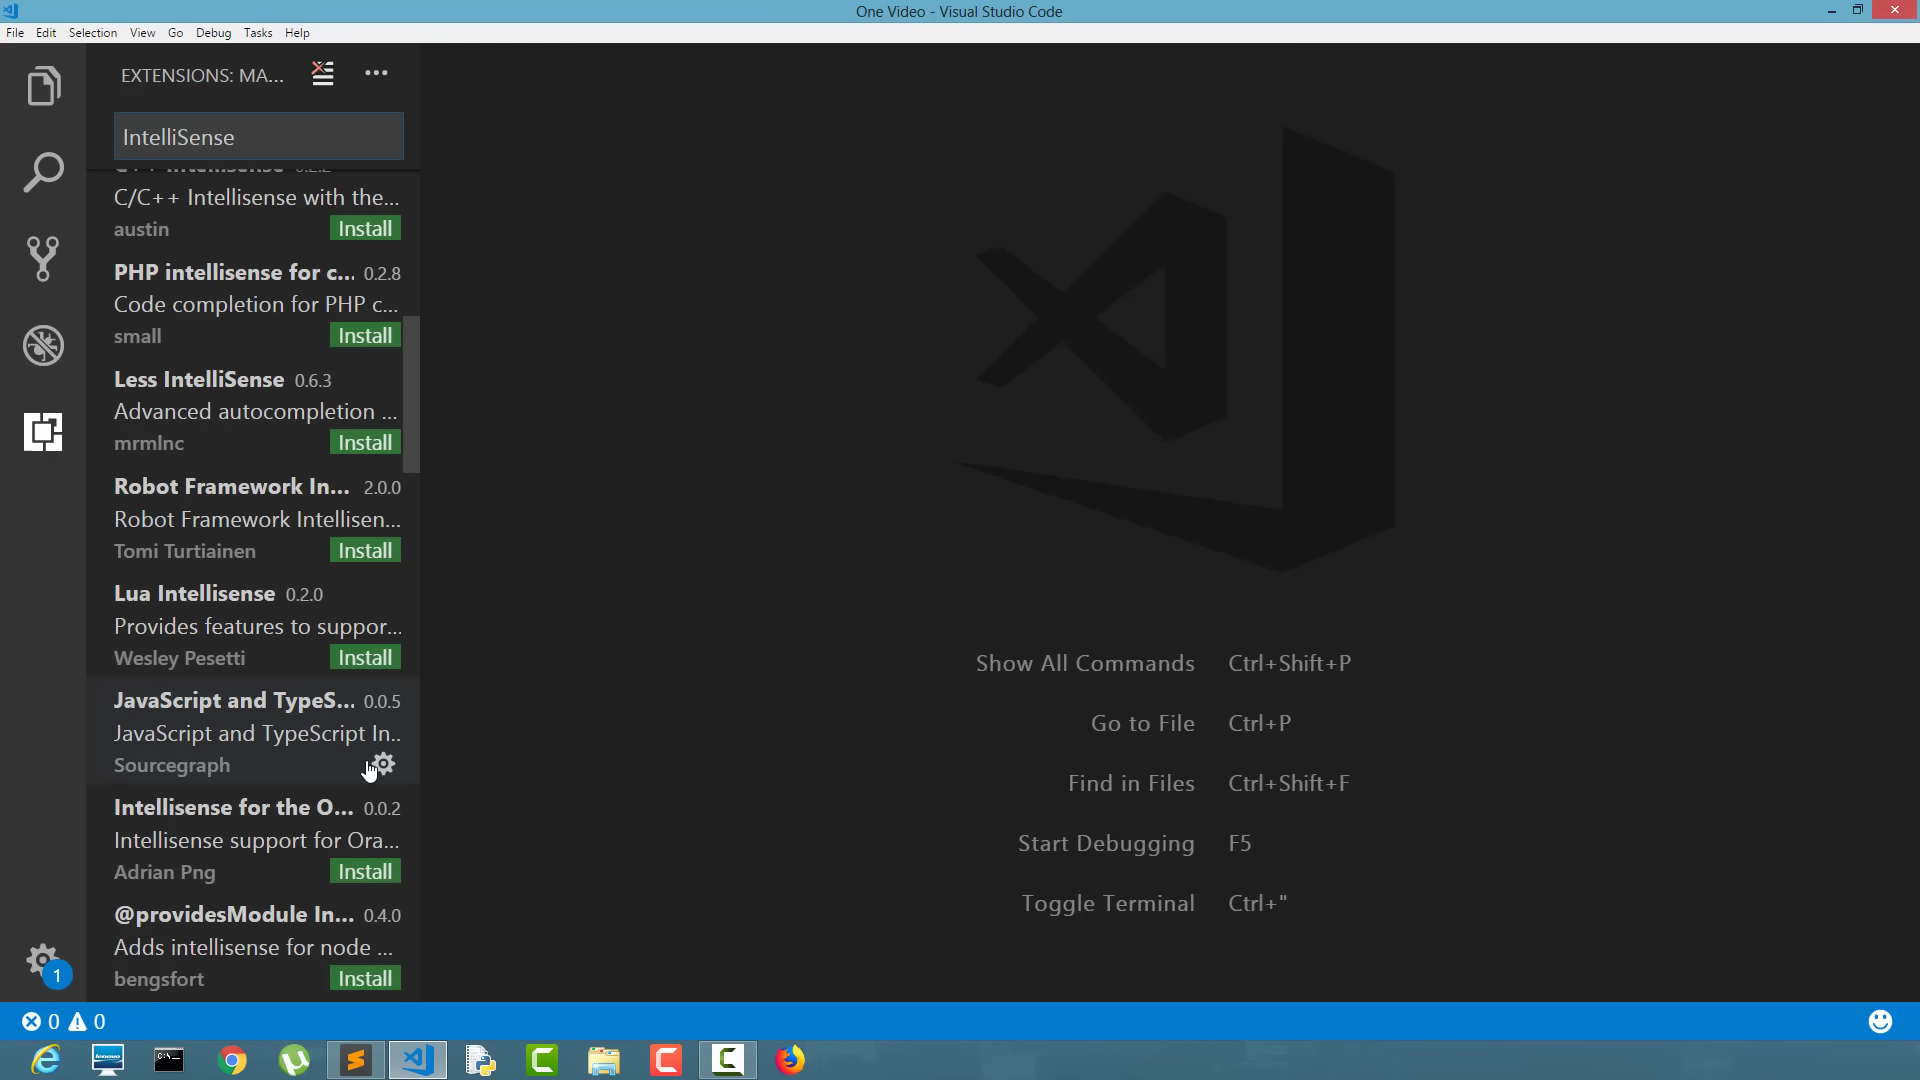 One Video - Visual Studio Code
File Edit Selection View Go Debug Tasks Help
EXTENSIONS: MA...
IntelliSense
C++ Intellisense 0.2.2
C/C++ Intellisense with the...
austin Install
PHP intellisense for c... 0.2.8
Code completion for PHP c...
small Install
Less IntelliSense 0.6.3
Advanced autocompletion ...
mrmlnc Install
Robot Framework In... 2.0.0
Robot Framework Intellisen...
Tomi Turtiainen Install
Lua Intellisense 0.2.0
Provides features to suppor...
Wesley Pesetti Install
JavaScript and TypeS... 0.0.5
JavaScript and TypeScript In...
Sourcegraph
Intellisense for the O... 0.0.2
Intellisense support for Ora...
Adrian Png Install
@providesModule In... 0.4.0
Adds intellisense for node ...
bengsfort Install
Show All Commands Ctrl+Shift+P
Go to File Ctrl+P
Find in Files Ctrl+Shift+F
Start Debugging F5
Toggle Terminal Ctrl+"
1
0 0
lenovo
C:\_